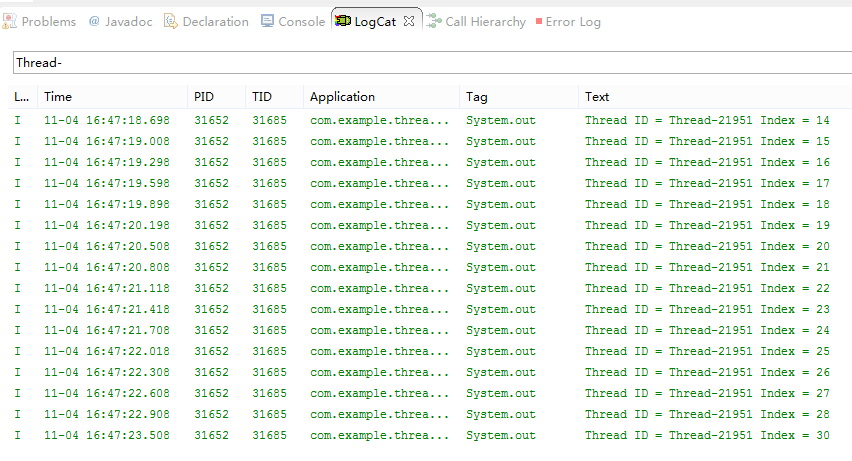 Problems @ Javadoc Declaration Console LogCat Call Hierarchy Error Log
Thread-
L... Time PID TID Application Tag Text
I 11-04 16:47:18.698 31652 31685 com.example.threa... System.out Thread ID = Thread-21951 Index = 14
I 11-04 16:47:19.008 31652 31685 com.example.threa... System.out Thread ID = Thread-21951 Index = 15
I 11-04 16:47:19.298 31652 31685 com.example.threa... System.out Thread ID = Thread-21951 Index = 16
I 11-04 16:47:19.598 31652 31685 com.example.threa... System.out Thread ID = Thread-21951 Index = 17
I 11-04 16:47:19.898 31652 31685 com.example.threa... System.out Thread ID = Thread-21951 Index = 18
I 11-04 16:47:20.198 31652 31685 com.example.threa... System.out Thread ID = Thread-21951 Index = 19
I 11-04 16:47:20.508 31652 31685 com.example.threa... System.out Thread ID = Thread-21951 Index = 20
I 11-04 16:47:20.808 31652 31685 com.example.threa... System.out Thread ID = Thread-21951 Index = 21
I 11-04 16:47:21.118 31652 31685 com.example.threa... System.out Thread ID = Thread-21951 Index = 22
I 11-04 16:47:21.418 31652 31685 com.example.threa... System.out Thread ID = Thread-21951 Index = 23
I 11-04 16:47:21.708 31652 31685 com.example.threa... System.out Thread ID = Thread-21951 Index = 24
I 11-04 16:47:22.018 31652 31685 com.example.threa... System.out Thread ID = Thread-21951 Index = 25
I 11-04 16:47:22.308 31652 31685 com.example.threa... System.out Thread ID = Thread-21951 Index = 26
I 11-04 16:47:22.608 31652 31685 com.example.threa... System.out Thread ID = Thread-21951 Index = 27
I 11-04 16:47:22.908 31652 31685 com.example.threa... System.out Thread ID = Thread-21951 Index = 28
I 11-04 16:47:23.508 31652 31685 com.example.threa... System.out Thread ID = Thread-21951 Index = 30